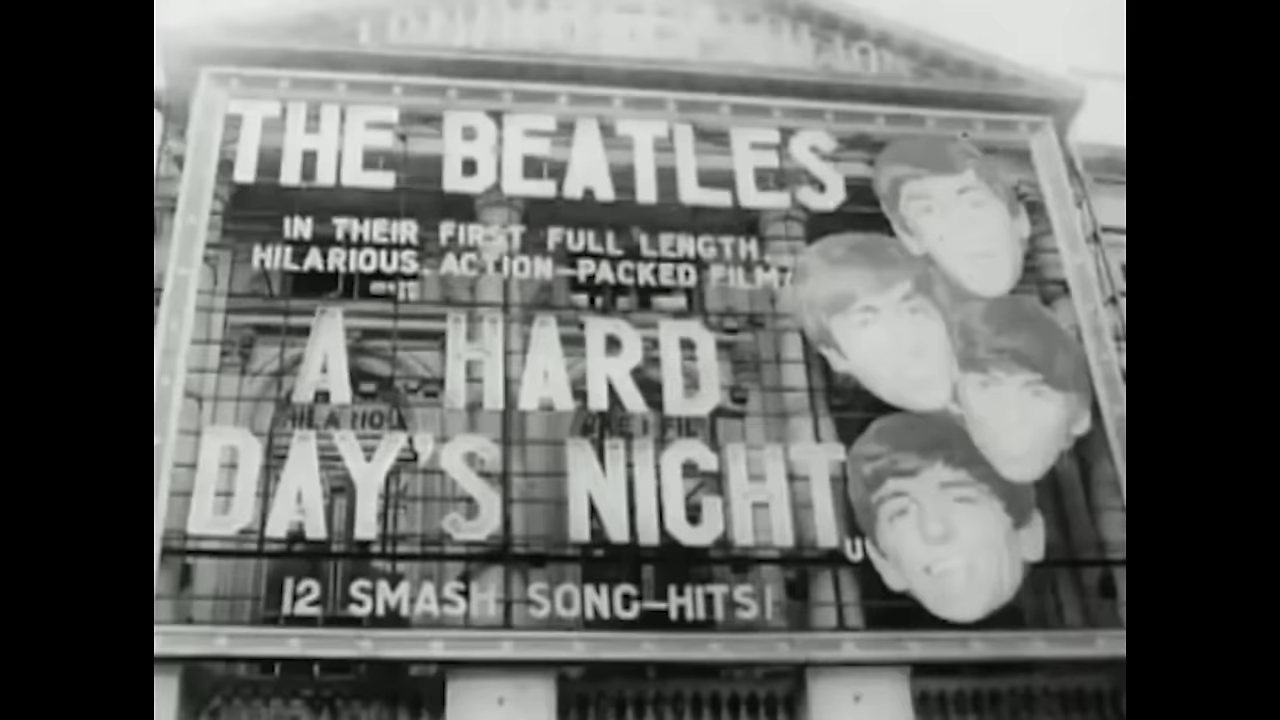 THE BEATLES
IN THEIR FIRST FULL LENGTH,
HILARIOUS, ACTION-PACKED FILM!
A HARD
DAY'S NIGHT
U
12 SMASH SONG-HITS!